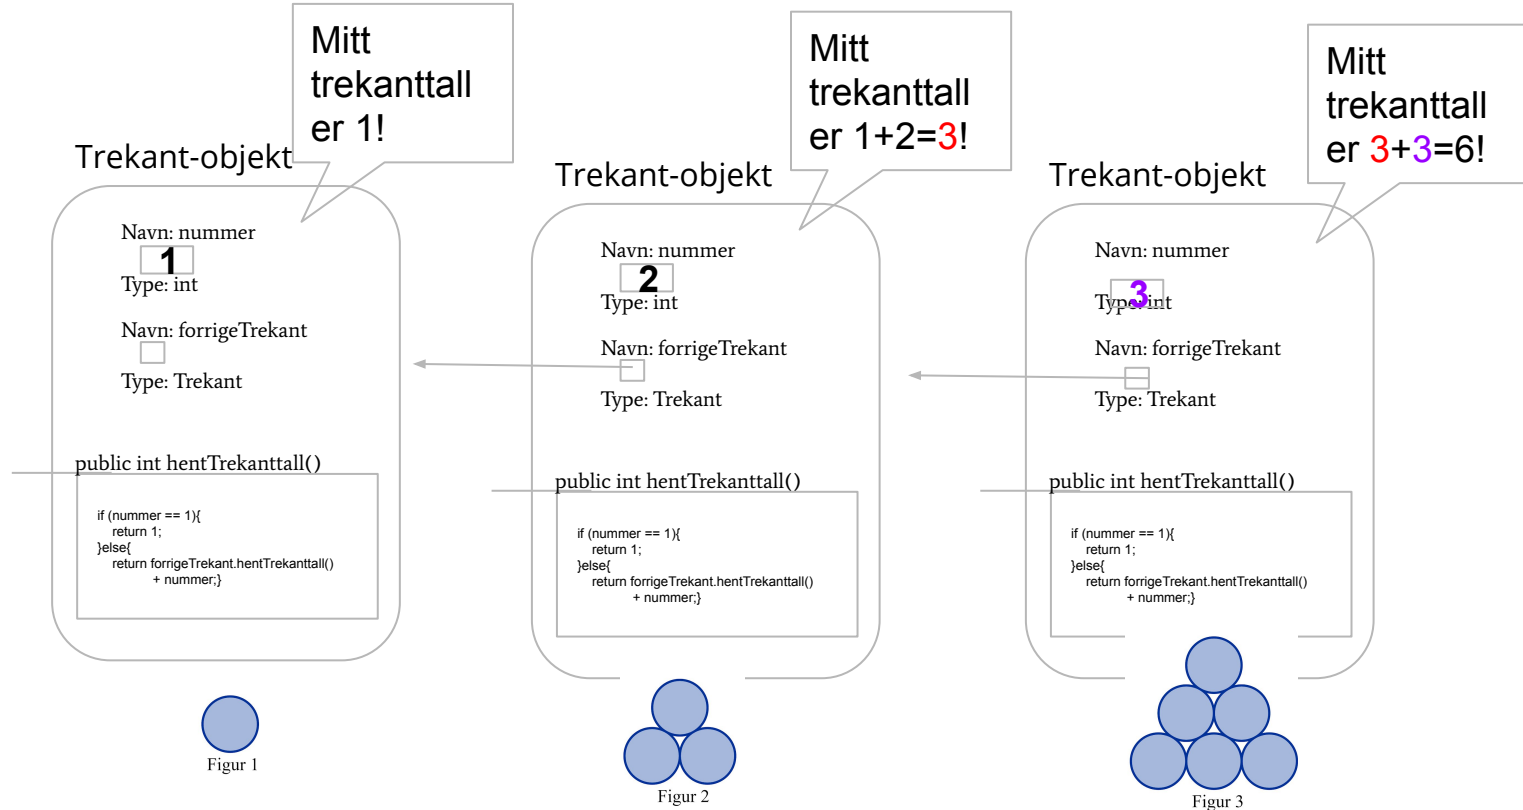 Mitt
trekanttall
er 1!
Trekant-objekt
Navn: nummer
1
Type: int
Navn: forrigeTrekant
Type: Trekant
public int hentTrekanttall()
if (nummer == 1){
return 1;
}else{
return forrigeTrekant.hentTrekanttall()
+ nummer;}
Figur 1
Mitt
trekanttall
er 1+2=3!
Trekant-objekt
Navn: nummer
2
Type: int
Navn: forrigeTrekant
Type: Trekant
public int hentTrekanttall()
if (nummer == 1){
return 1;
}else{
return forrigeTrekant.hentTrekanttall()
+ nummer;}
Figur 2
Mitt
trekanttall
er 3+3=6!
Trekant-objekt
Navn: nummer
3
Type: int
Navn: forrigeTrekant
Type: Trekant
public int hentTrekanttall()
if (nummer == 1){
return 1;
}else{
return forrigeTrekant.hentTrekanttall()
+ nummer;}
Figur 3